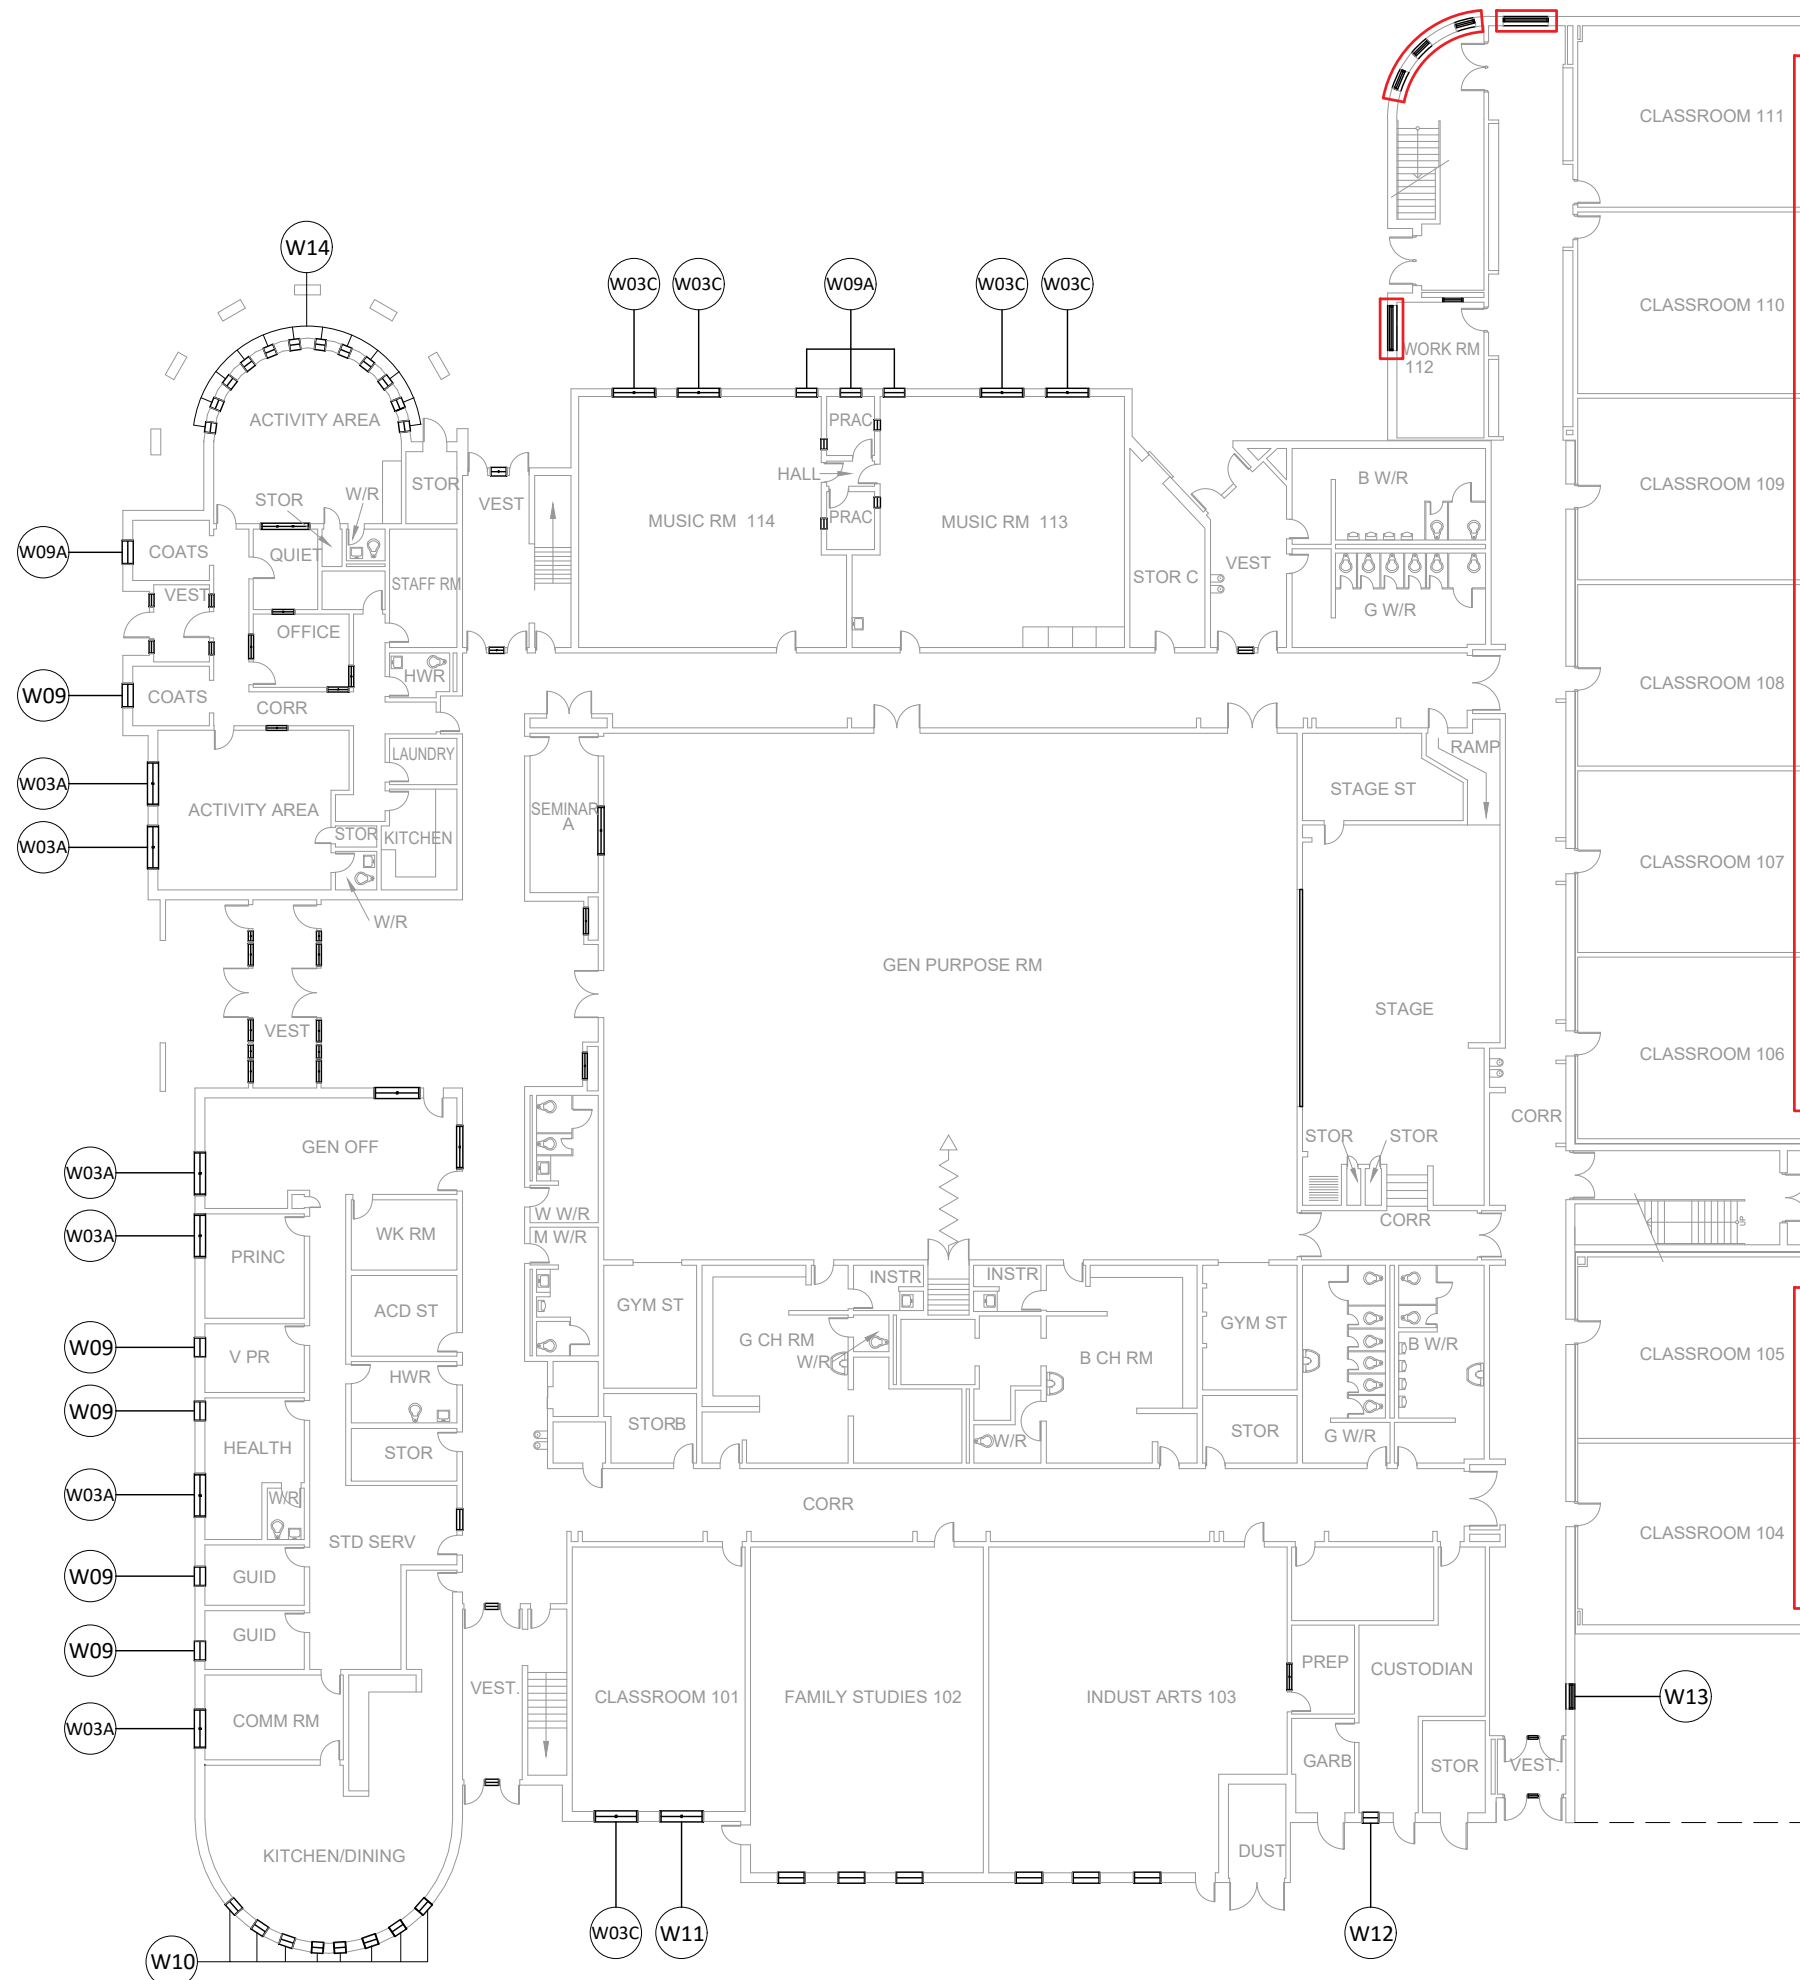 CLASSROOM 111
W14
W03C
W03C
W09A
W03C
W03C
CLASSROOM 110
WORK RM
112
ACTIVITY AREA
PRAC
HALL
B W/R
STOR
W/R
STOR
VEST
CLASSROOM 109
MUSIC RM 114
PRAC
MUSIC RM 113
W09A
COATS
QUIET
STAFF RM
STOR C
VEST
VEST
G W/R
OFFICE
HWR
W09
COATS
CORR
CLASSROOM 108
LAUNDRY
RAMP
W03A
STAGE ST
ACTIVITY AREA
SEMINAR
A
STOR
KITCHEN
W03A
CLASSROOM 107
W/R
GEN PURPOSE RM
STAGE
VEST
CLASSROOM 106
CORR
GEN OFF
STOR
STOR
W03A
W W/R
CORR
UP
W03A
PRINC
WK RM
M W/R
INSTR
INSTR
GYM ST
ACD ST
G CH RM
GYM ST
W09
V PR
W/R
B CH RM
B W/R
CLASSROOM 105
HWR
W09
STORB
STOR
G W/R
HEALTH
STOR
W/R
W03A
W/R
CORR
STD SERV
CLASSROOM 104
W09
GUID
W09
GUID
PREP
CUSTODIAN
VEST.
CLASSROOM 101
FAMILY STUDIES 102
INDUST ARTS 103
W13
W03A
COMM RM
GARB
STOR
VEST.
KITCHEN/DINING
DUST
W03C
W11
W12
W10